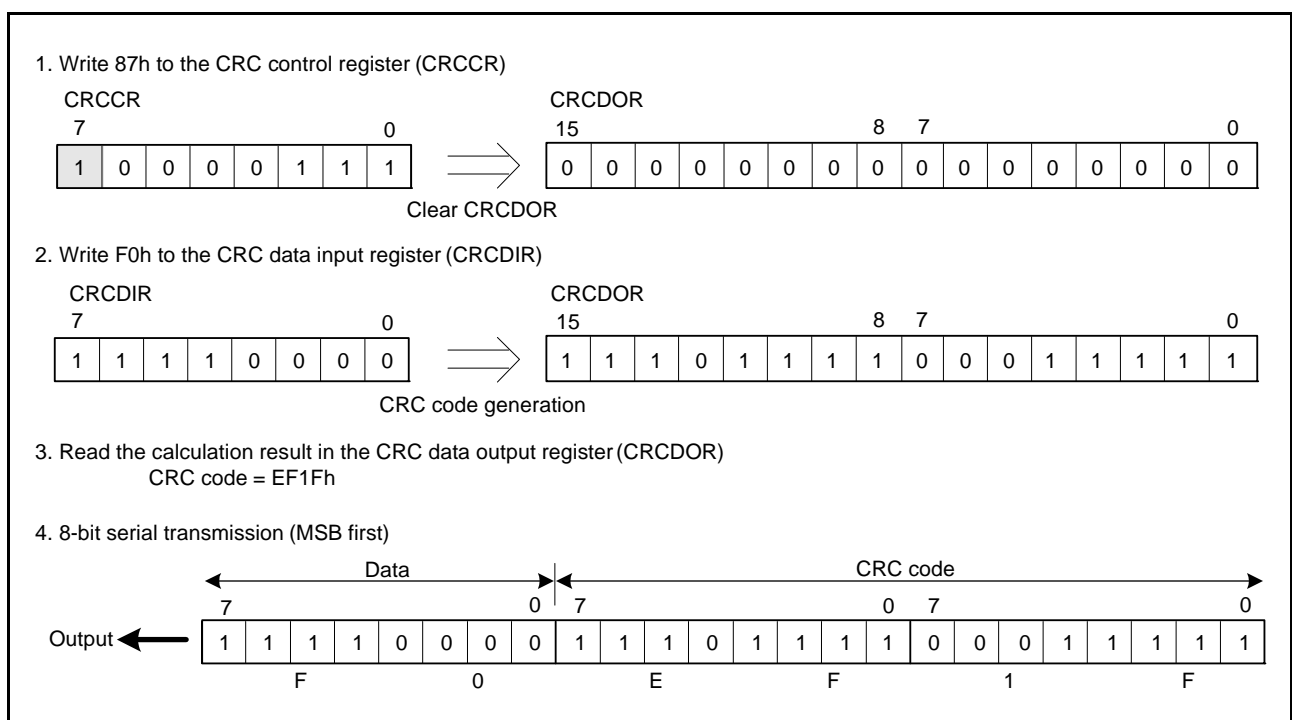 1. Write 87h to the CRC control register (CRCCR)
CRCCR CRCDOR
7 0 15 8 7 0
1 0 0 0 0 1 1 1 0 0 0 0 0 0 0 0 0 0 0 0 0 0 0 0
Clear CRCDOR
2. Write F0h to the CRC data input register (CRCDIR)
CRCDIR CRCDOR
7 0 15 8 7 0
1 1 1 1 0 0 0 0 1 1 1 0 1 1 1 1 0 0 0 1 1 1 1 1
CRC code generation
3. Read the calculation result in the CRC data output register (CRCDOR)
CRC code = EF1Fh
4. 8-bit serial transmission (MSB first)
Data CRC code
7 0 7 0 7 0
Output 1 1 1 1 0 0 0 0 1 1 1 0 1 1 1 1 0 0 0 1 1 1 1 1
F 0 E F 1 F